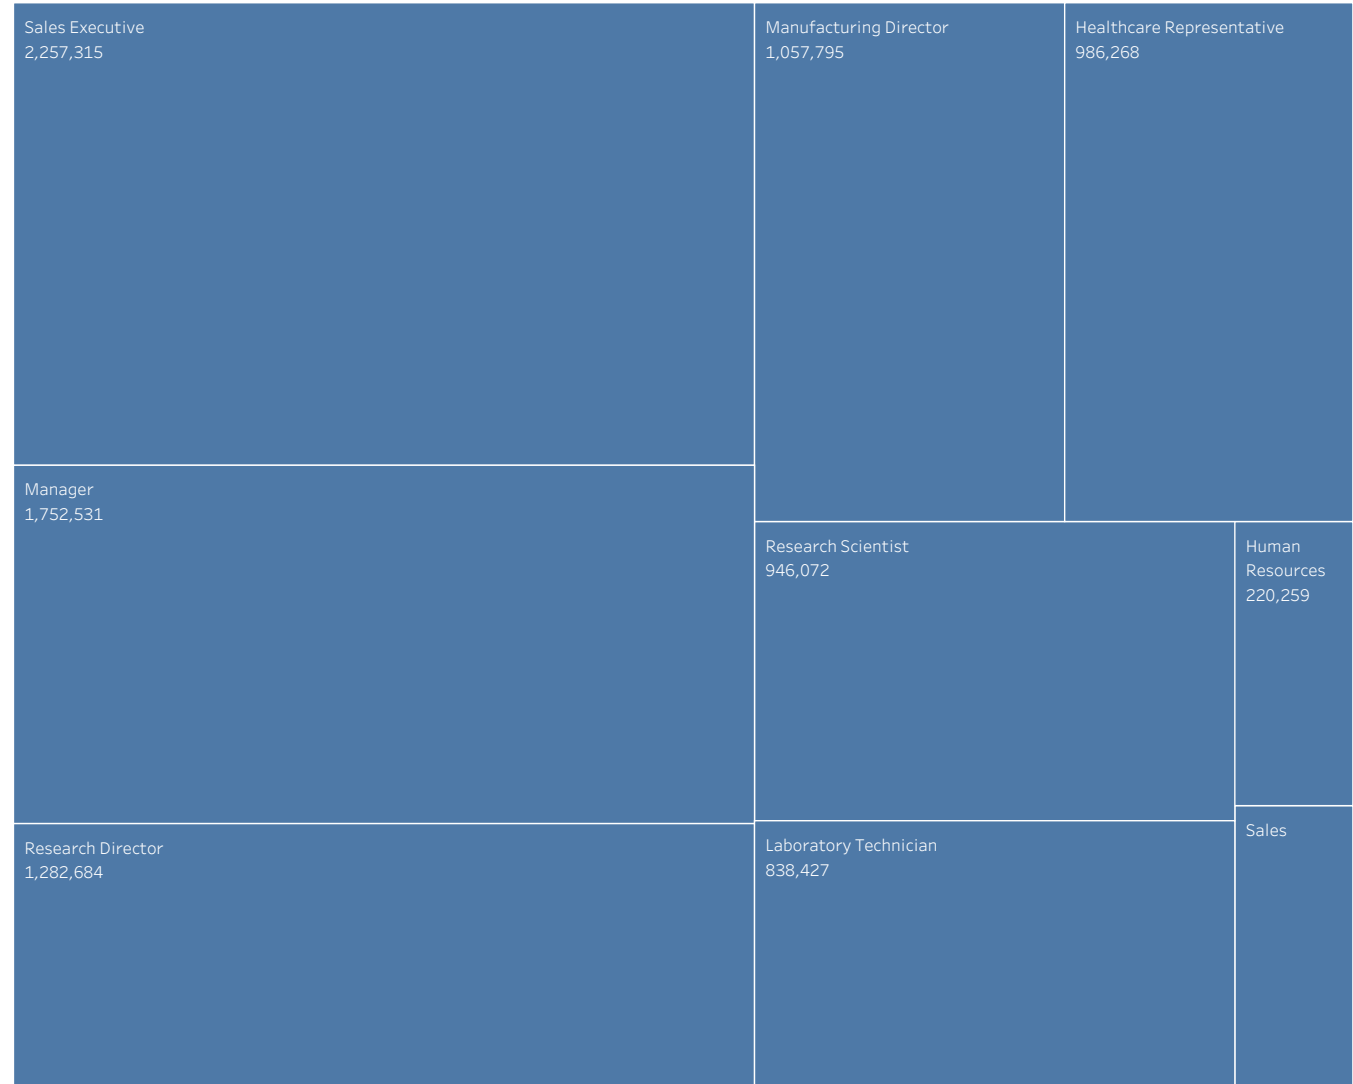 Sales Executive
2,257,315
Manufacturing Director
1,057,795
Healthcare Representative
986,268
Manager
1,752,531
Research Scientist
946,072
Human
Resources
220,259
Research Director
1,282,684
Laboratory Technician
838,427
Sales